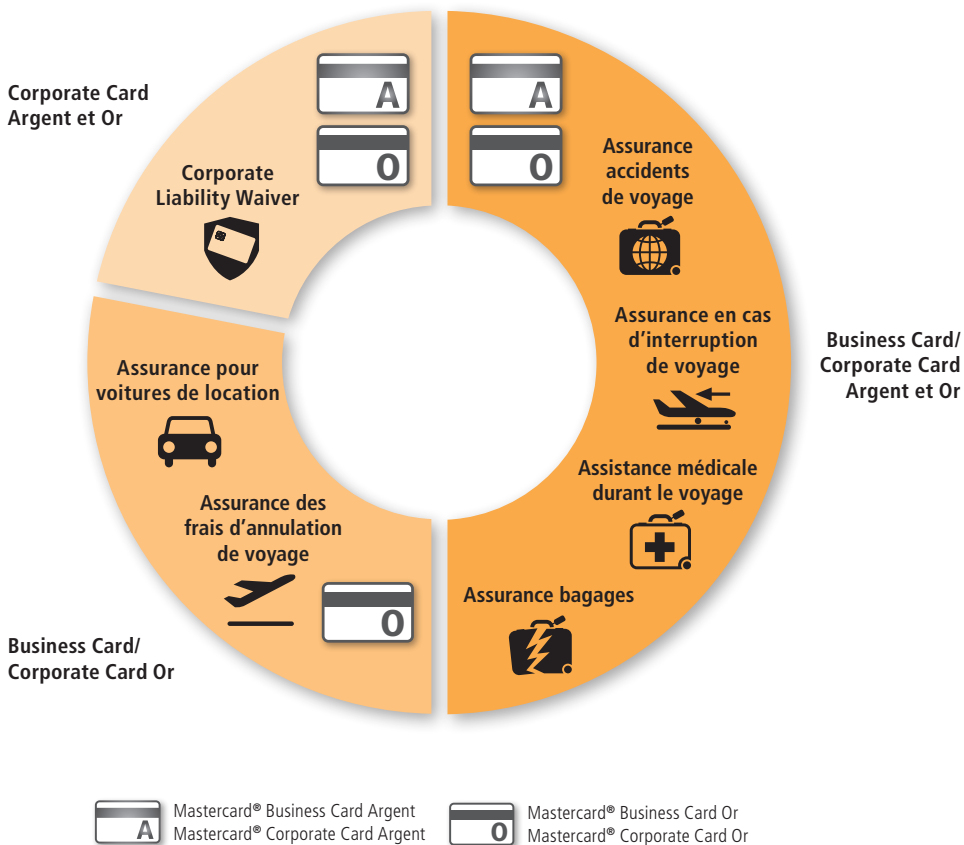 Corporate Card
Argent et Or
A
O
Corporate
Liability Waiver
A
O
Assurance
accidents
de voyage
Assurance en cas
d’interruption
de voyage
Assistance médicale
durant le voyage
Assurance bagages
Business Card/
Corporate Card
Argent et Or
Assurance pour
voitures de location
Assurance des
frais d’annulation
de voyage
O
Business Card/
Corporate Card Or
A
Mastercard® Business Card Argent
Mastercard® Corporate Card Argent
O
Mastercard® Business Card Or
Mastercard® Corporate Card Or